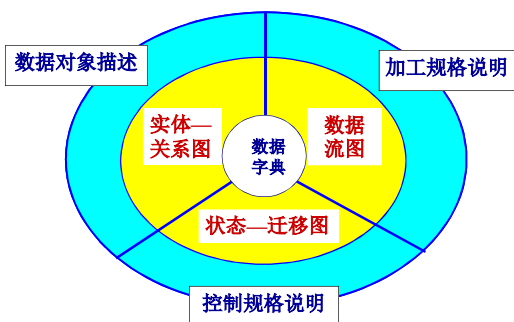 数据对象描述
加工规格说明
实体—
关系图
数据
流图
数据
字典
状态—迁移图
控制规格说明